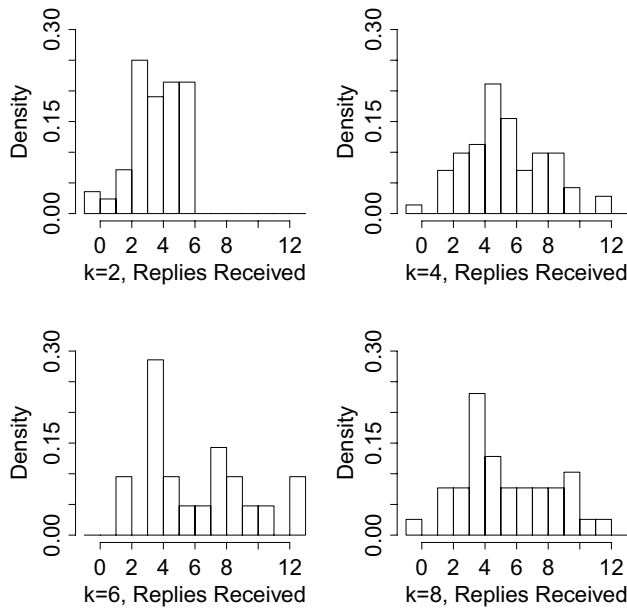 Density
0.00 0.15 0.30
0 2 4 6 8 12
k=2, Replies Received
Density
0.00 0.15 0.30
0 2 4 6 8 12
k=4, Replies Received
Density
0.00 0.15 0.30
0 2 4 6 8 12
k=6, Replies Received
Density
0.00 0.15 0.30
0 2 4 6 8 12
k=8, Replies Received